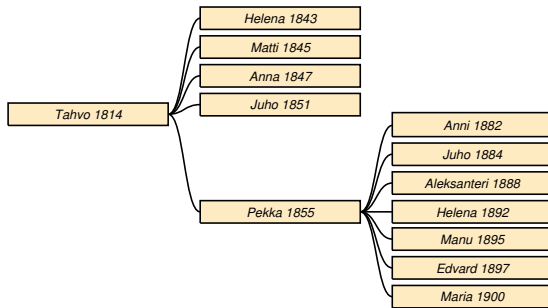 Tahvo 1814
Helena 1843
Matti 1845
Anna 1847
Juho 1851
Pekka 1855
Anni 1882
Juho 1884
Aleksanteri 1888
Helena 1892
Manu 1895
Edvard 1897
Maria 1900